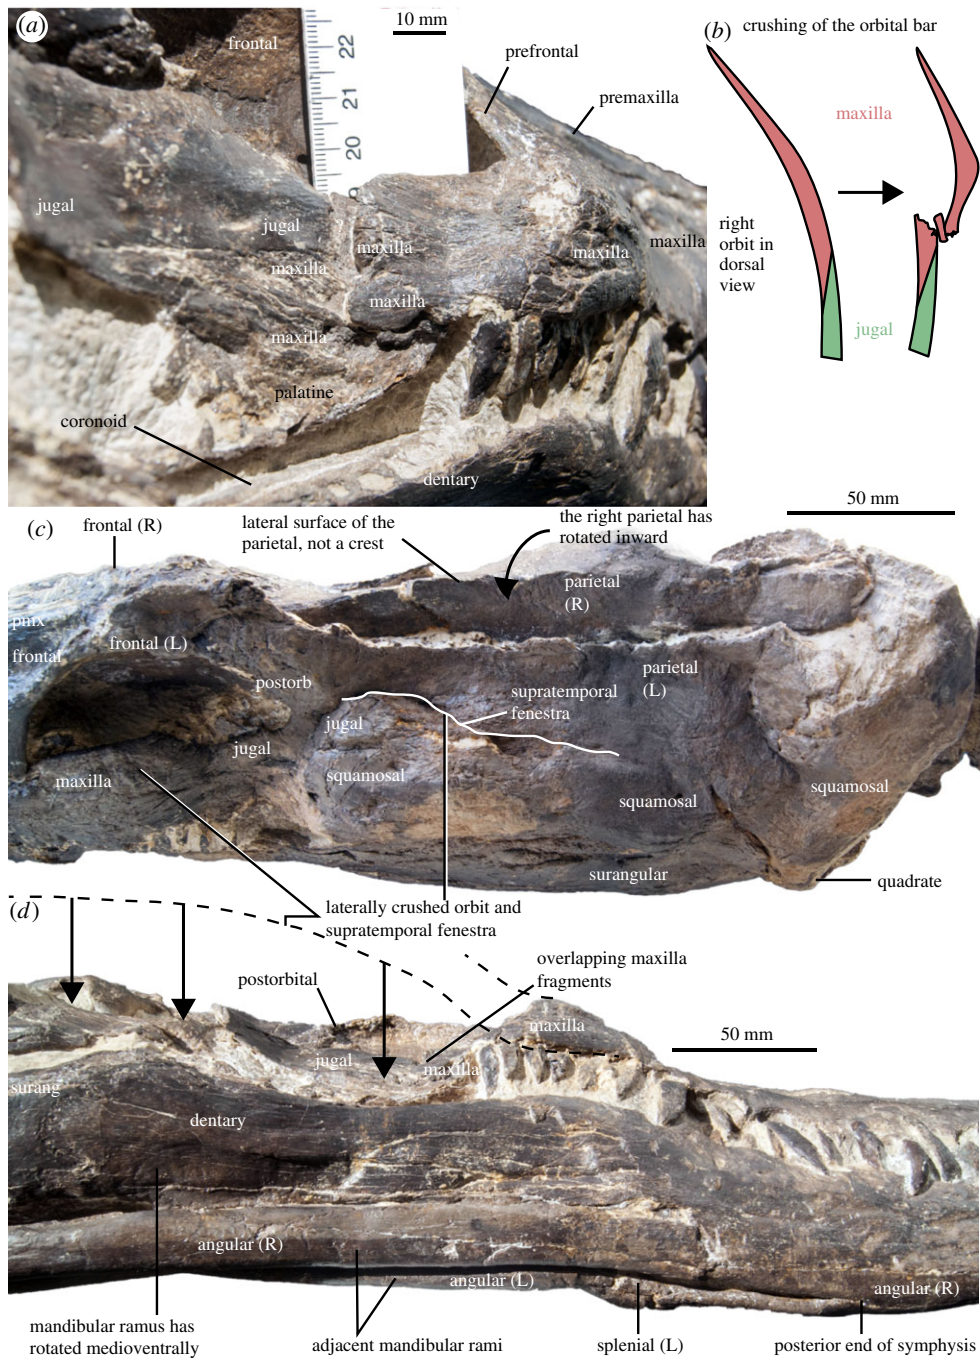 (a)
10 mm
frontal
22
21
20
9
prefrontal
premaxilla
jugal
jugal
maxilla
maxilla
maxilla
maxilla
maxilla
maxilla
palatine
coronoid
dentary
(b) crushing of the orbital bar
maxilla
right
orbit in
dorsal
view
jugal
50 mm
(c)
frontal (R)
lateral surface of the
parietal, not a crest
the right parietal has
rotated inward
parietal
(R)
pmx
frontal
frontal (L)
postorb
parietal
(L)
supratemporal
fenestra
jugal
jugal
maxilla
squamosal
squamosal
squamosal
surangular
quadrate
laterally crushed orbit and
supratemporal fenestra
(d)
postorbital
overlapping maxilla
fragments
maxilla
50 mm
jugal
maxilla
surang
dentary
angular (R)
angular (L)
angular (R)
mandibular ramus has
rotated medioventrally
adjacent mandibular rami
splenial (L)
posterior end of symphysis